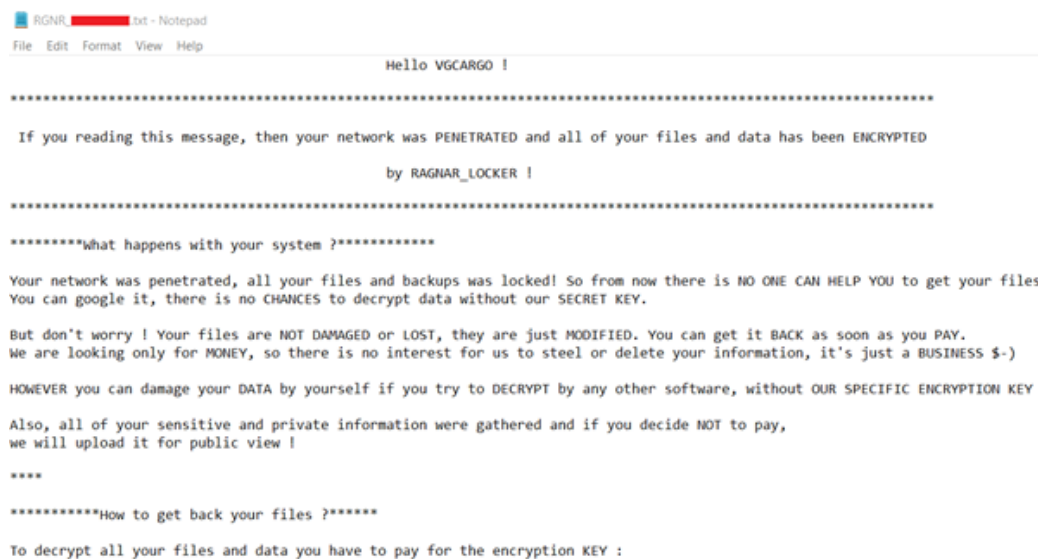 RGNR_ .txt - Notepad
File Edit Format View Help
Hello VGCARGO !
*****************************************************************************************************************
If you reading this message, then your network was PENETRATED and all of your files and data has been ENCRYPTED
by RAGNAR_LOCKER !
*****************************************************************************************************************
*********What happens with your system ?************
Your network was penetrated, all your files and backups was locked! So from now there is NO ONE CAN HELP YOU to get your files
You can google it, there is no CHANCES to decrypt data without our SECRET KEY.
But don't worry ! Your files are NOT DAMAGED or LOST, they are just MODIFIED. You can get it BACK as soon as you PAY.
We are looking only for MONEY, so there is no interest for us to steel or delete your information, it's just a BUSINESS $-)
HOWEVER you can damage your DATA by yourself if you try to DECRYPT by any other software, without OUR SPECIFIC ENCRYPTION KEY
Also, all of your sensitive and private information were gathered and if you decide NOT to pay,
we will upload it for public view !
****
***********How to get back your files ?******
To decrypt all your files and data you have to pay for the encryption KEY :